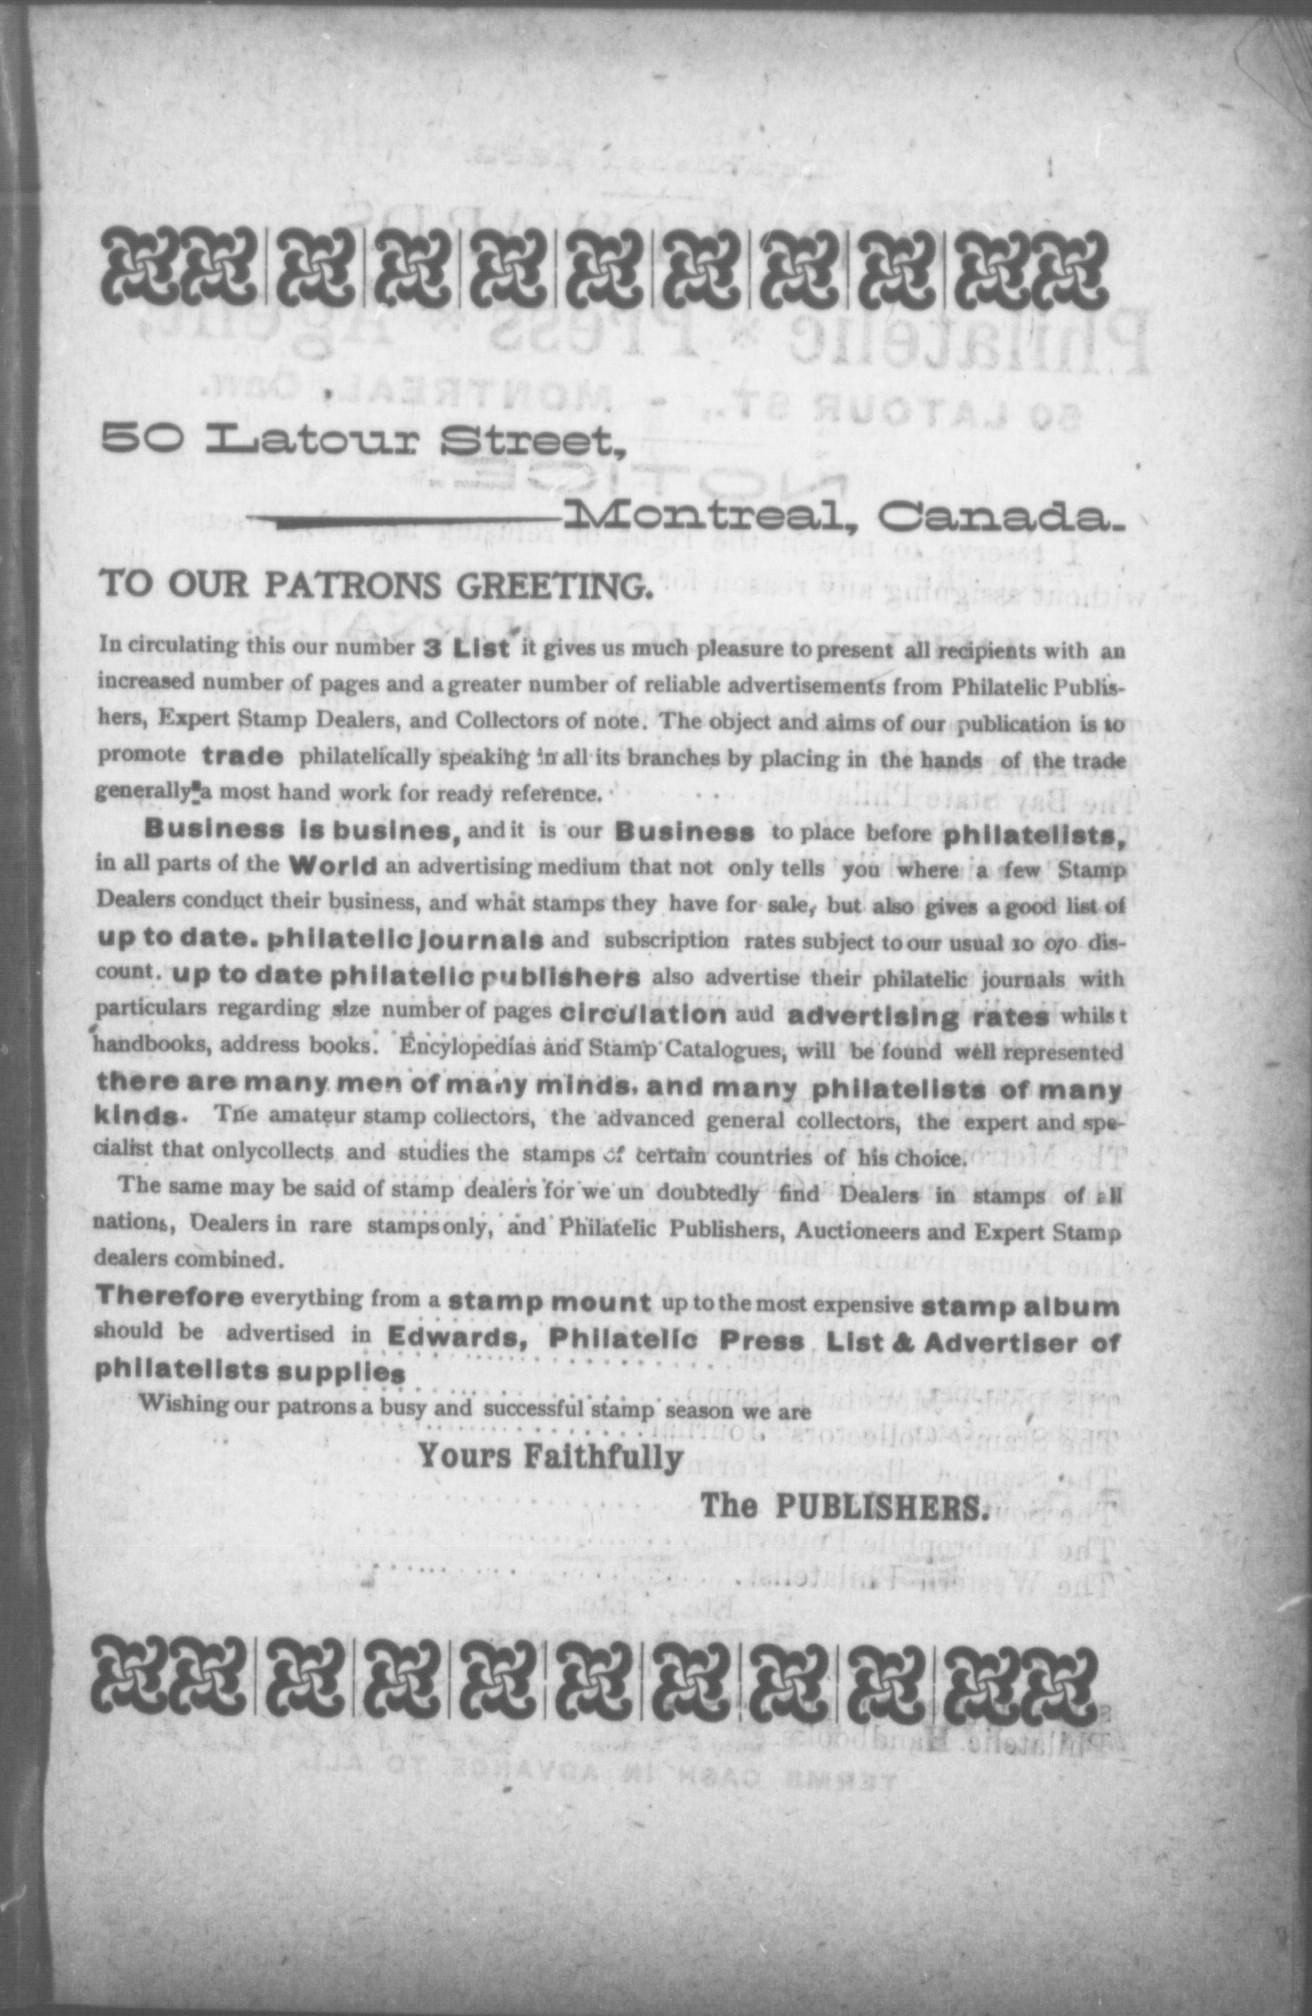 50 Latour Street,
Montreal, Canada.
TO OUR PATRONS GREETING.
In circulating this our number 3 List it gives us much pleasure to present all recipients with an
increased number of pages and a greater number of reliable advertisements from Philatelic Publis-
hers, Expert Stamp Dealers, and Collectors of note. The object and aims of our publication is to
promote trade philatelically speaking in all its branches by placing in the hands of the trade
generally a most hand work for ready reference.
Business is busines, and it is our Business to place before philatelists,
in all parts of the World an advertising medium that not only tells you where a few Stamp
Dealers conduct their business, and what stamps they have for sale, but also gives a good list of
up to date. philatelic journals and subscription rates subject to our usual 10 0/0 dis-
count. up to date philatelic publishers also advertise their philatelic journals with
particulars regarding size number of pages circulation aud advertising rates whilst
handbooks, address books. Encylopedias and Stamp Catalogues, will be found well represented
there are many men of many minds, and many philatelists of many
kinds. The amateur stamp collectors, the advanced general collectors, the expert and spe-
cialist that onlycollects and studies the stamps of certain countries of his choice.
The same may be said of stamp dealers for we un doubtedly find Dealers in stamps of all
nations, Dealers in rare stamps only, and Philatelic Publishers, Auctioneers and Expert Stamp
dealers combined.
Therefore everything from a stamp mount up to the most expensive stamp album
should be advertised in Edwards, Philatelic Press List & Advertiser of
philatelists supplies
Wishing our patrons a busy and successful stamp season we are
Yours Faithfully
The PUBLISHERS.